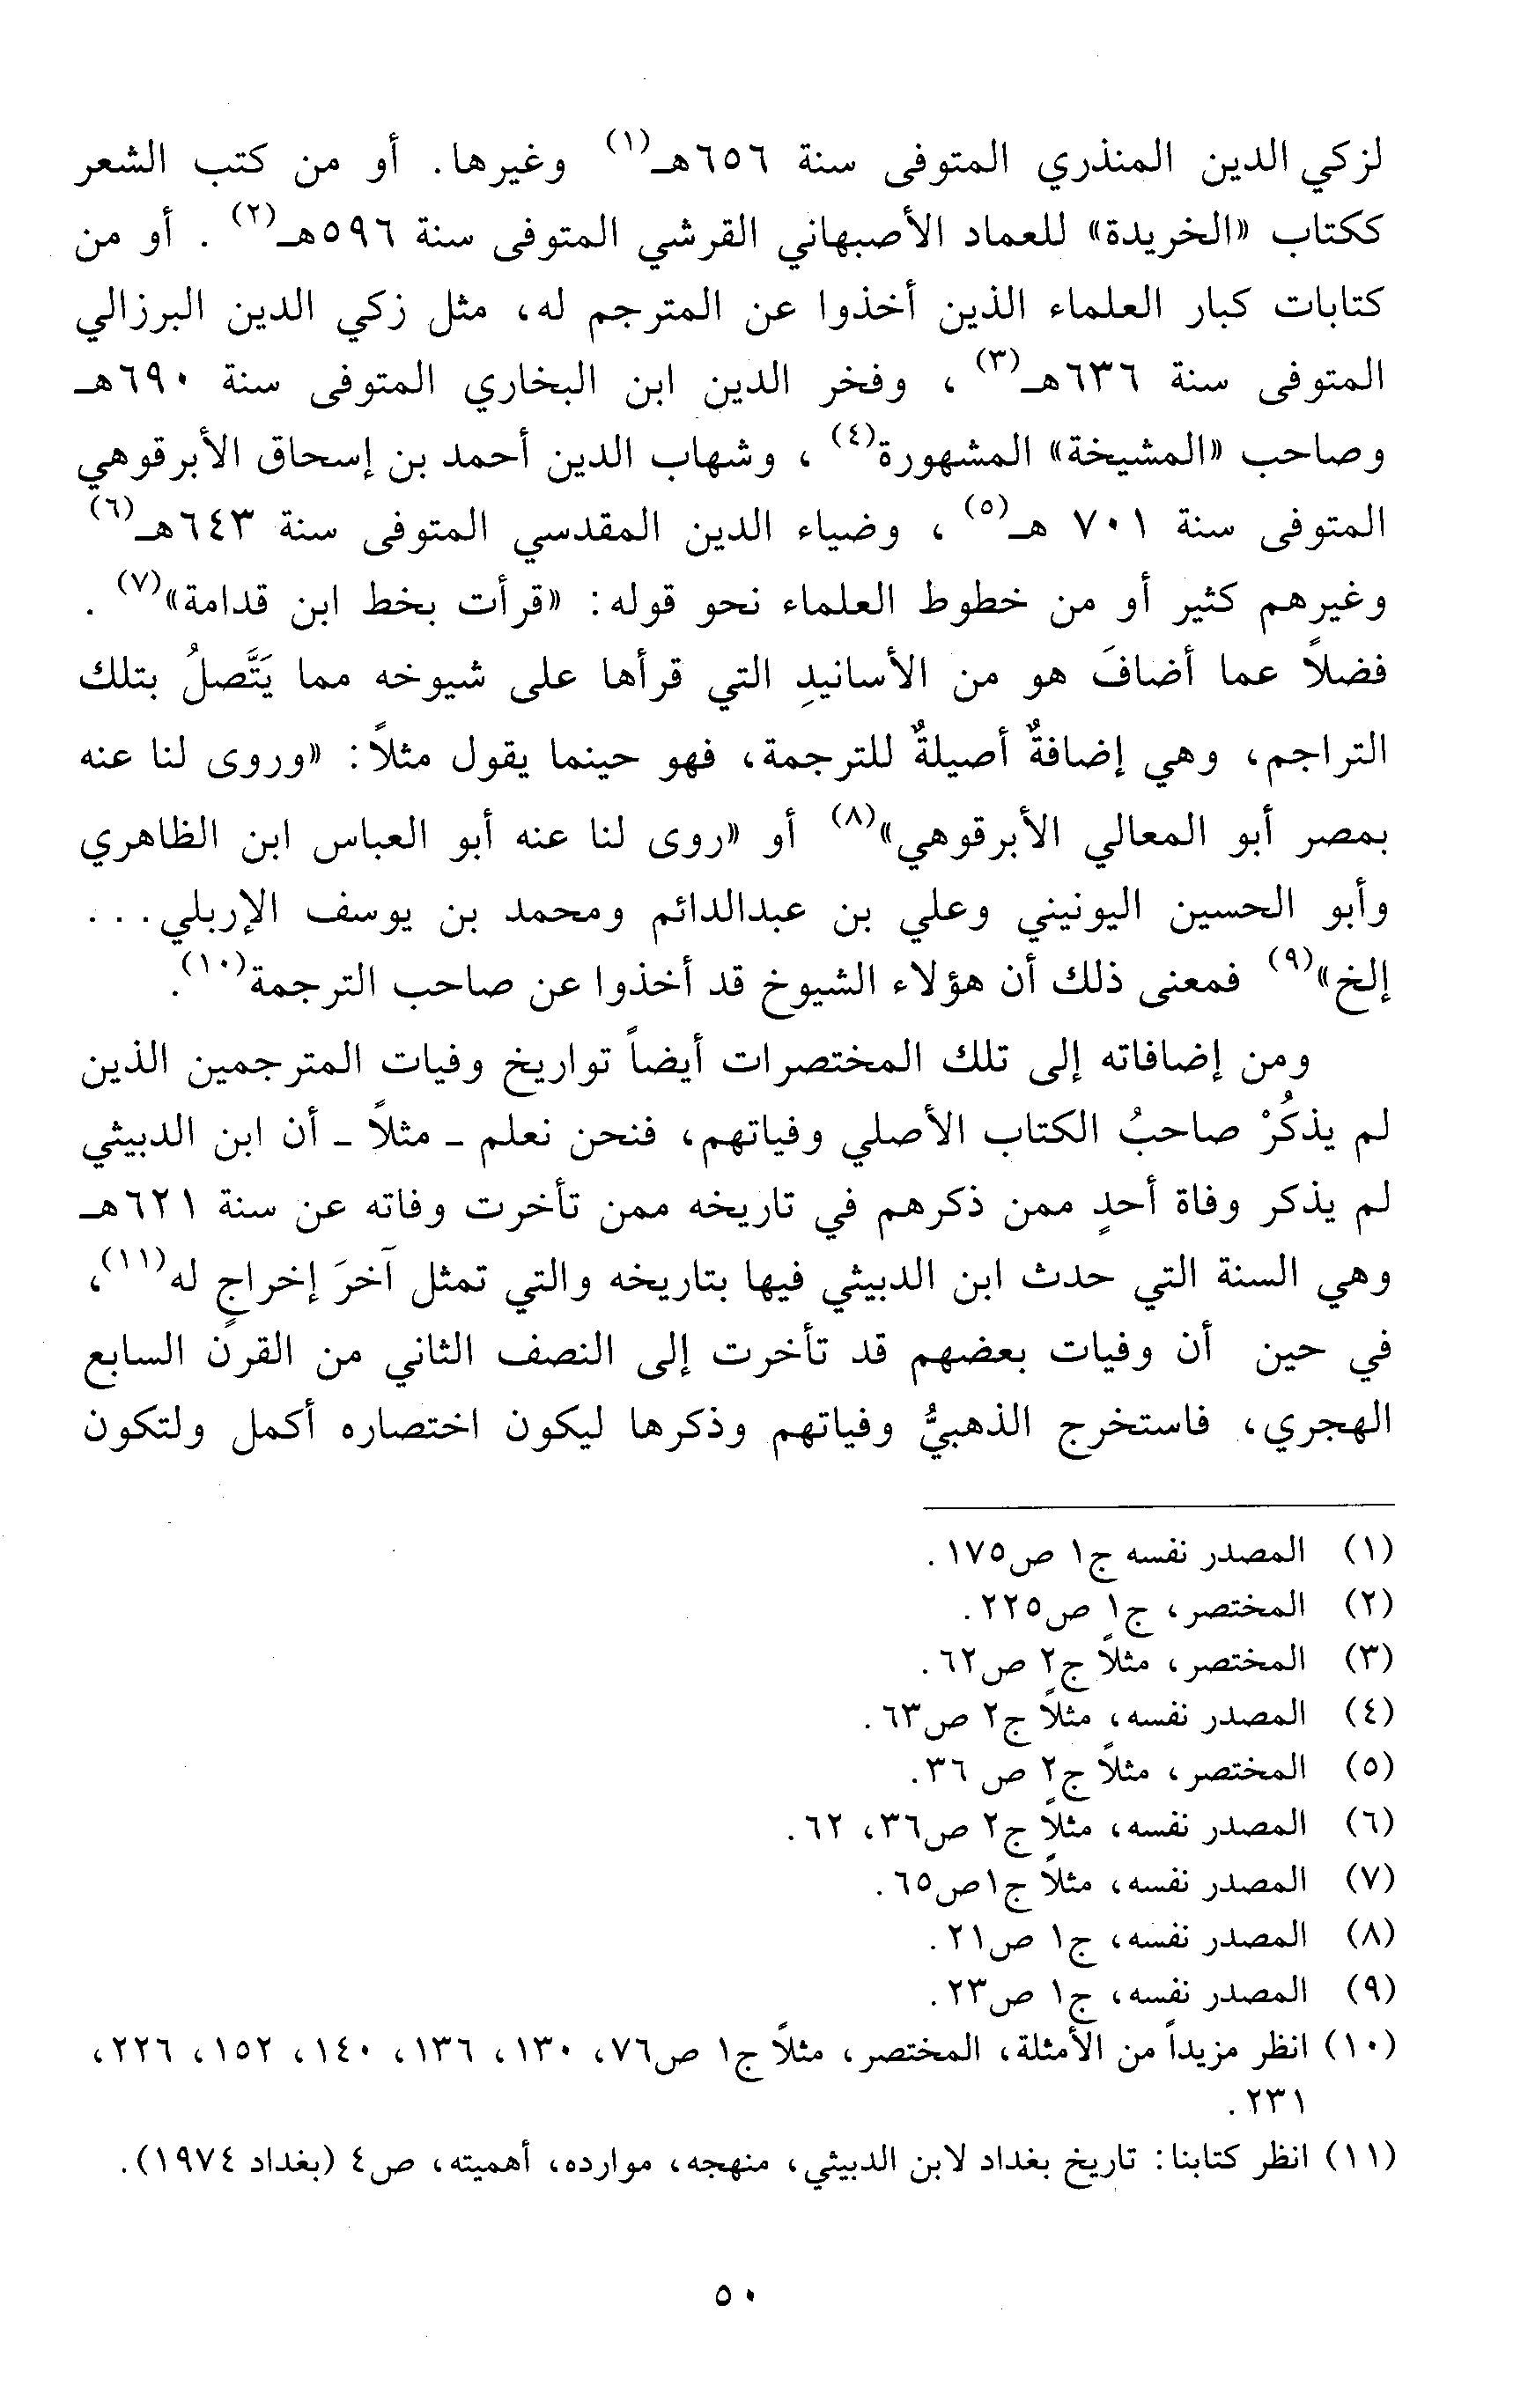 لزكي الدين المنذري المتوفى سنة ٦٥٦هـ(١) وغيرها. أو من كتب الشعر
ككتاب «الخريدة» للعماد الأصبهاني القرشي المتوفى سنة ٥٩٦هـ(٢) . أو من
كتابات كبار العلماء الذين أخذوا عن المترجم له، مثل زكي الدين البرزالي
المتوفى سنة ٦٣٦هـ(٣) ، وفخر الدين ابن البخاري المتوفى سنة ٦٩٠هـ
وصاحب «المشيخة» المشهورة(٤) ، وشهاب الدين أحمد بن إسحاق الأبرقوهي
المتوفى سنة ٧٠١ هـ(٥) ، وضياء الدين المقدسي المتوفى سنة ٦٤٣هـ(٦)
وغيرهم كثير أو من خطوط العلماء نحو قوله: «قرأت بخط ابن قدامة»(٧) .
فضلاً عما أضافَ هو من الأسانيدِ التي قرأها على شيوخه مما يَتَّصلُ بتلك
التراجم، وهي إضافةٌ أصيلةٌ للترجمة، فهو حينما يقول مثلاً: «وروى لنا عنه
بمصر أبو المعالي الأبرقوهي»(٨) أو «روى لنا عنه أبو العباس ابن الظاهري
وأبو الحسين اليونيني وعلي بن عبدالدائم ومحمد بن يوسف الإربلي...
إلخ»(٩) فمعنى ذلك أن هؤلاء الشيوخ قد أخذوا عن صاحب الترجمة(١٠).
ومن إضافاته إلى تلك المختصرات أيضاً تواريخ وفيات المترجمين الذين
لم يذكُرْ صاحبُ الكتاب الأصلي وفياتهم، فنحن نعلم - مثلاً - أن ابن الدبيثي
لم يذكر وفاة أحدٍ ممن ذكرهم في تاريخه ممن تأخرت وفاته عن سنة ٦٢١هـ
وهي السنة التي حدث ابن الدبيثي فيها بتاريخه والتي تمثل آخرَ إخراجٍ له(١١)،
في حين أن وفيات بعضهم قد تأخرت إلى النصف الثاني من القرن السابع
الهجري، فاستخرج الذهبيُّ وفياتهم وذكرها ليكون اختصاره أكمل ولتكون
(١) المصدر نفسه ج١ ص١٧٥.
(٢) المختصر، ج١ ص٢٢٥.
(٣) المختصر، مثلاً ج٢ ص٦٢.
(٤) المصدر نفسه، مثلاً ج٢ ص٦٣.
(٥) المختصر، مثلاً ج٢ ص ٣٦.
(٦) المصدر نفسه، مثلاً ج٢ ص٣٦، ٦٢.
(٧) المصدر نفسه، مثلاً ج١ص٦٥.
(٨) المصدر نفسه، ج١ ص٢١.
(٩) المصدر نفسه، ج١ ص٢٣.
(١٠) انظر مزيداً من الأمثلة، المختصر، مثلاً ج١ ص٧٦، ١٣٠، ١٣٦، ١٤٠، ١٥٢، ٢٢٦،
٢٣١.
(١١) انظر كتابنا: تاريخ بغداد لابن الدبيثي، منهجه، موارده، أهميته، ص٤ (بغداد ١٩٧٤).
٥٠